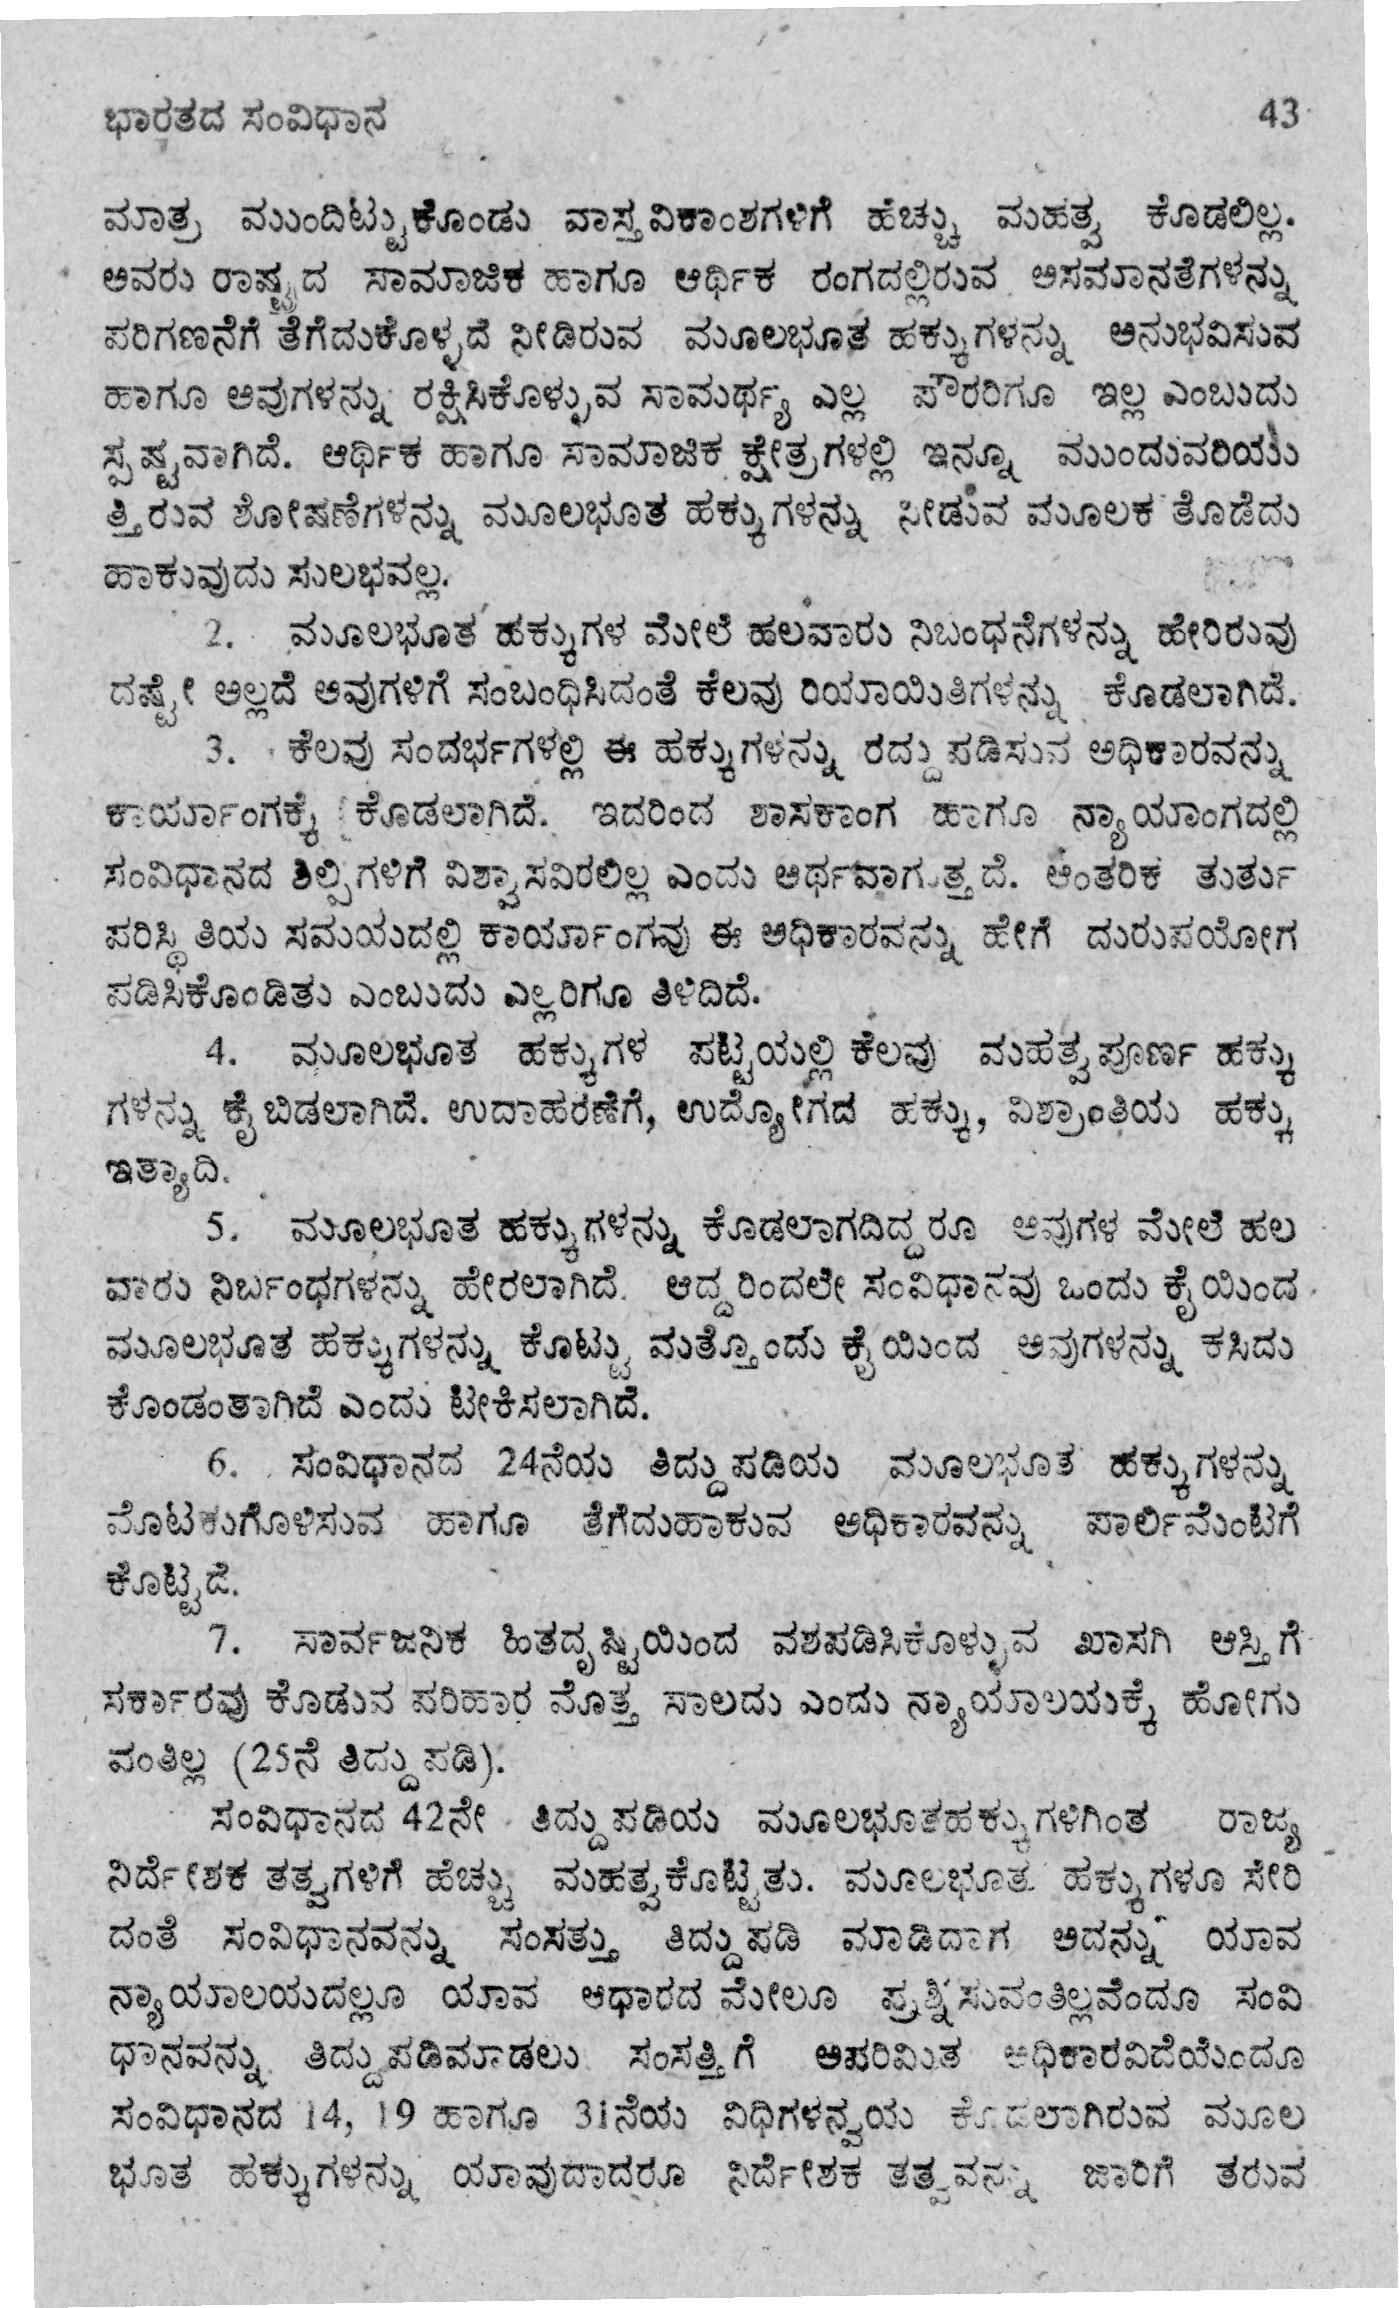 ಭಾರತದ ಸಂವಿಧಾನ 43
ಮಾತ್ರ ಮುಂದಿಟ್ಟುಕೊಂಡು ವಾಸ್ತವಿಕಾಂಶಗಳಿಗೆ ಹೆಚ್ಚು ಮಹತ್ವ ಕೊಡಲಿಲ್ಲ.
ಅವರು ರಾಷ್ಟ್ರದ ಸಾಮಾಜಿಕ ಹಾಗೂ ಆರ್ಥಿಕ ರಂಗದಲ್ಲಿರುವ ಅಸಮಾನತೆಗಳನ್ನು
ಪರಿಗಣನೆಗೆ ತೆಗೆದುಕೊಳ್ಳದೆ ನೀಡಿರುವ ಮೂಲಭೂತ ಹಕ್ಕುಗಳನ್ನು ಅನುಭವಿಸುವ
ಹಾಗೂ ಅವುಗಳನ್ನು ರಕ್ಷಿಸಿಕೊಳ್ಳುವ ಸಾಮರ್ಥ್ಯ ಎಲ್ಲ ಪೌರರಿಗೂ ಇಲ್ಲ ಎಂಬುದು
ಸ್ಪಷ್ಟವಾಗಿದೆ. ಆರ್ಥಿಕ ಹಾಗೂ ಸಾಮಾಜಿಕ ಕ್ಷೇತ್ರಗಳಲ್ಲಿ ಇನ್ನೂ ಮುಂದುವರಿಯು
ತ್ತಿರುವ ಶೋಷಣೆಗಳನ್ನು ಮೂಲಭೂತ ಹಕ್ಕುಗಳನ್ನು ನೀಡುವ ಮೂಲಕ ತೊಡೆದು
ಹಾಕುವುದು ಸುಲಭವಲ್ಲ.
2. ಮೂಲಭೂತ ಹಕ್ಕುಗಳ ಮೇಲೆ ಹಲವಾರು ನಿಬಂಧನೆಗಳನ್ನು ಹೇರಿರುವು
ದಷ್ಟೇ ಅಲ್ಲದೆ ಅವುಗಳಿಗೆ ಸಂಬಂಧಿಸಿದಂತೆ ಕೆಲವು ರಿಯಾಯಿತಿಗಳನ್ನು ಕೊಡಲಾಗಿದೆ.
3. ಕೆಲವು ಸಂದರ್ಭಗಳಲ್ಲಿ ಈ ಹಕ್ಕುಗಳನ್ನು ರದ್ದುಪಡಿಸುವ ಅಧಿಕಾರವನ್ನು
ಕಾರ್ಯಾಂಗಕ್ಕೆ ಕೊಡಲಾಗಿದೆ. ಇದರಿಂದ ಶಾಸಕಾಂಗ ಹಾಗೂ ನ್ಯಾಯಾಂಗದಲ್ಲಿ
ಸಂವಿಧಾನದ ಶಿಲ್ಪಿಗಳಿಗೆ ವಿಶ್ವಾಸವಿರಲಿಲ್ಲ ಎಂದು ಅರ್ಥವಾಗುತ್ತದೆ. ಆಂತರಿಕ ತುರ್ತು
ಪರಿಸ್ಥಿತಿಯ ಸಮಯದಲ್ಲಿ ಕಾರ್ಯಾಂಗವು ಈ ಅಧಿಕಾರವನ್ನು ಹೇಗೆ ದುರುಪಯೋಗ
ಪಡಿಸಿಕೊಂಡಿತು ಎಂಬುದು ಎಲ್ಲರಿಗೂ ತಿಳಿದಿದೆ.
4. ಮೂಲಭೂತ ಹಕ್ಕುಗಳ ಪಟ್ಟಿಯಲ್ಲಿ ಕೆಲವು ಮಹತ್ವಪೂರ್ಣ ಹಕ್ಕು
ಗಳನ್ನು ಕೈಬಿಡಲಾಗಿದೆ. ಉದಾಹರಣೆಗೆ, ಉದ್ಯೋಗದ ಹಕ್ಕು, ವಿಶ್ರಾಂತಿಯ ಹಕ್ಕು
ಇತ್ಯಾದಿ.
5. ಮೂಲಭೂತ ಹಕ್ಕುಗಳನ್ನು ಕೊಡಲಾಗದಿದ್ದರೂ ಅವುಗಳ ಮೇಲೆ ಹಲ
ವಾರು ನಿರ್ಬಂಧಗಳನ್ನು ಹೇರಲಾಗಿದೆ. ಆದ್ದರಿಂದಲೇ ಸಂವಿಧಾನವು ಒಂದು ಕೈಯಿಂದ
ಮೂಲಭೂತ ಹಕ್ಕುಗಳನ್ನು ಕೊಟ್ಟು ಮತ್ತೊಂದು ಕೈಯಿಂದ ಅವುಗಳನ್ನು ಕಸಿದು
ಕೊಂಡಂತಾಗಿದೆ ಎಂದು ಟೀಕಿಸಲಾಗಿದೆ.
6. ಸಂವಿಧಾನದ 24ನೆಯ ತಿದ್ದುಪಡಿಯು ಮೂಲಭೂತ ಹಕ್ಕುಗಳನ್ನು
ಮೊಟಕುಗೊಳಿಸುವ ಹಾಗೂ ತೆಗೆದುಹಾಕುವ ಅಧಿಕಾರವನ್ನು ಪಾರ್ಲಿಮೆಂಟಿಗೆ
ಕೊಟ್ಟಿದೆ.
7. ಸಾರ್ವಜನಿಕ ಹಿತದೃಷ್ಟಿಯಿಂದ ವಶಪಡಿಸಿಕೊಳ್ಳುವ ಖಾಸಗಿ ಆಸ್ತಿಗೆ
ಸರ್ಕಾರವು ಕೊಡುವ ಪರಿಹಾರ ಮೊತ್ತ ಸಾಲದು ಎಂದು ನ್ಯಾಯಾಲಯಕ್ಕೆ ಹೋಗು
ವಂತಿಲ್ಲ (25ನೆ ತಿದ್ದುಪಡಿ).
ಸಂವಿಧಾನದ 42ನೇ ತಿದ್ದುಪಡಿಯು ಮೂಲಭೂತಹಕ್ಕುಗಳಿಗಿಂತ ರಾಜ್ಯ
ನಿರ್ದೇಶಕ ತತ್ವಗಳಿಗೆ ಹೆಚ್ಚು ಮಹತ್ವಕೊಟ್ಟಿತು. ಮೂಲಭೂತ ಹಕ್ಕುಗಳೂ ಸೇರಿ
ದಂತೆ ಸಂವಿಧಾನವನ್ನು ಸಂಸತ್ತು ತಿದ್ದುಪಡಿ ಮಾಡಿದಾಗ ಅದನ್ನು ಯಾವ
ನ್ಯಾಯಾಲಯದಲ್ಲೂ ಯಾವ ಆಧಾರದ ಮೇಲೂ ಪ್ರಶ್ನಿಸುವಂತಿಲ್ಲವೆಂದೂ ಸಂವಿ
ಧಾನವನ್ನು ತಿದ್ದುಪಡಿಮಾಡಲು ಸಂಸತ್ತಿಗೆ ಅಪರಿಮಿತ ಅಧಿಕಾರವಿದೆಯೆಂದೂ
ಸಂವಿಧಾನದ 14, 19 ಹಾಗೂ 31ನೆಯ ವಿಧಿಗಳನ್ವಯ ಕೊಡಲಾಗಿರುವ ಮೂಲ
ಭೂತ ಹಕ್ಕುಗಳನ್ನು ಯಾವುದಾದರೂ ನಿರ್ದೇಶಕ ತತ್ವವನ್ನು ಜಾರಿಗೆ ತರುವ